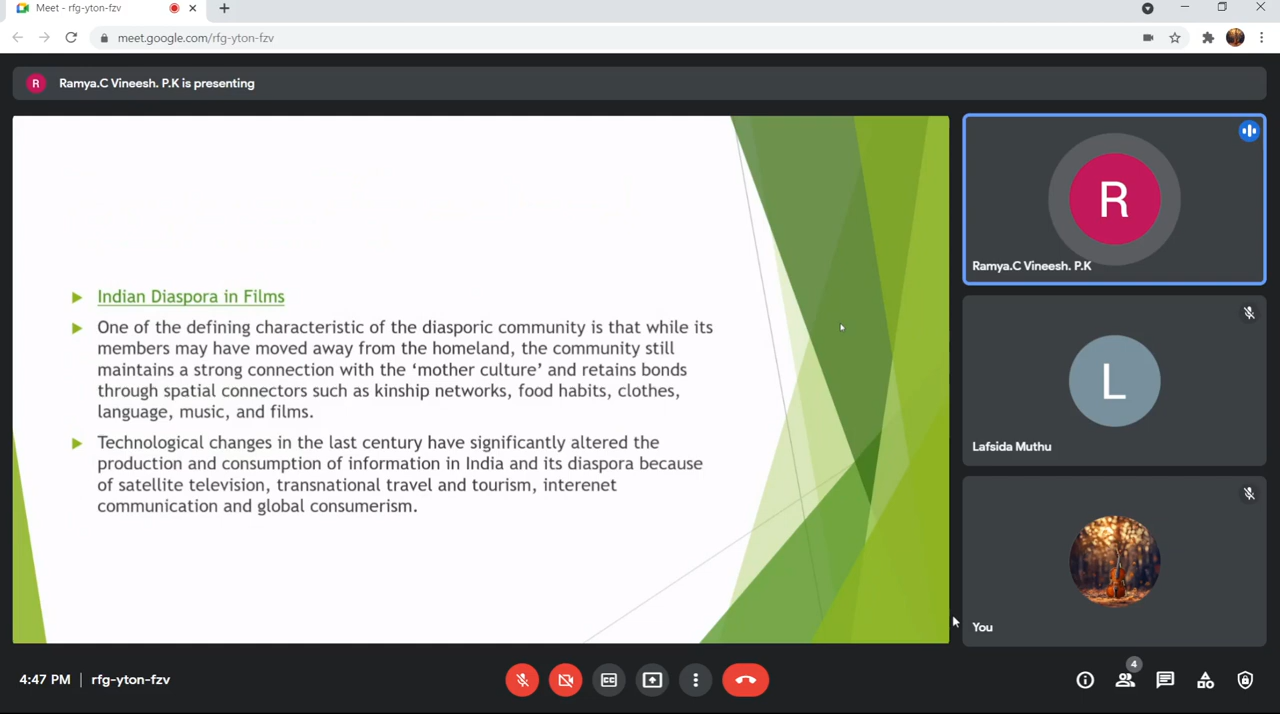 Meet - rfg-yton-fzv
meet.google.com/rfg-yton-fzv
R
Ramya.C Vineesh. P.K is presenting
Indian Diaspora in Films
One of the defining characteristic of the diasporic community is that while its
members may have moved away from the homeland, the community still
maintains a strong connection with the ‘mother culture’ and retains bonds
through spatial connectors such as kinship networks, food habits, clothes,
language, music, and films.
Technological changes in the last century have significantly altered the
production and consumption of information in India and its diaspora because
of satellite television, transnational travel and tourism, interenet
communication and global consumerism.
R
Ramya.C Vineesh. P.K
L
Lafsida Muthu
You
4:47 PM
rfg-yton-fzv
CC
4